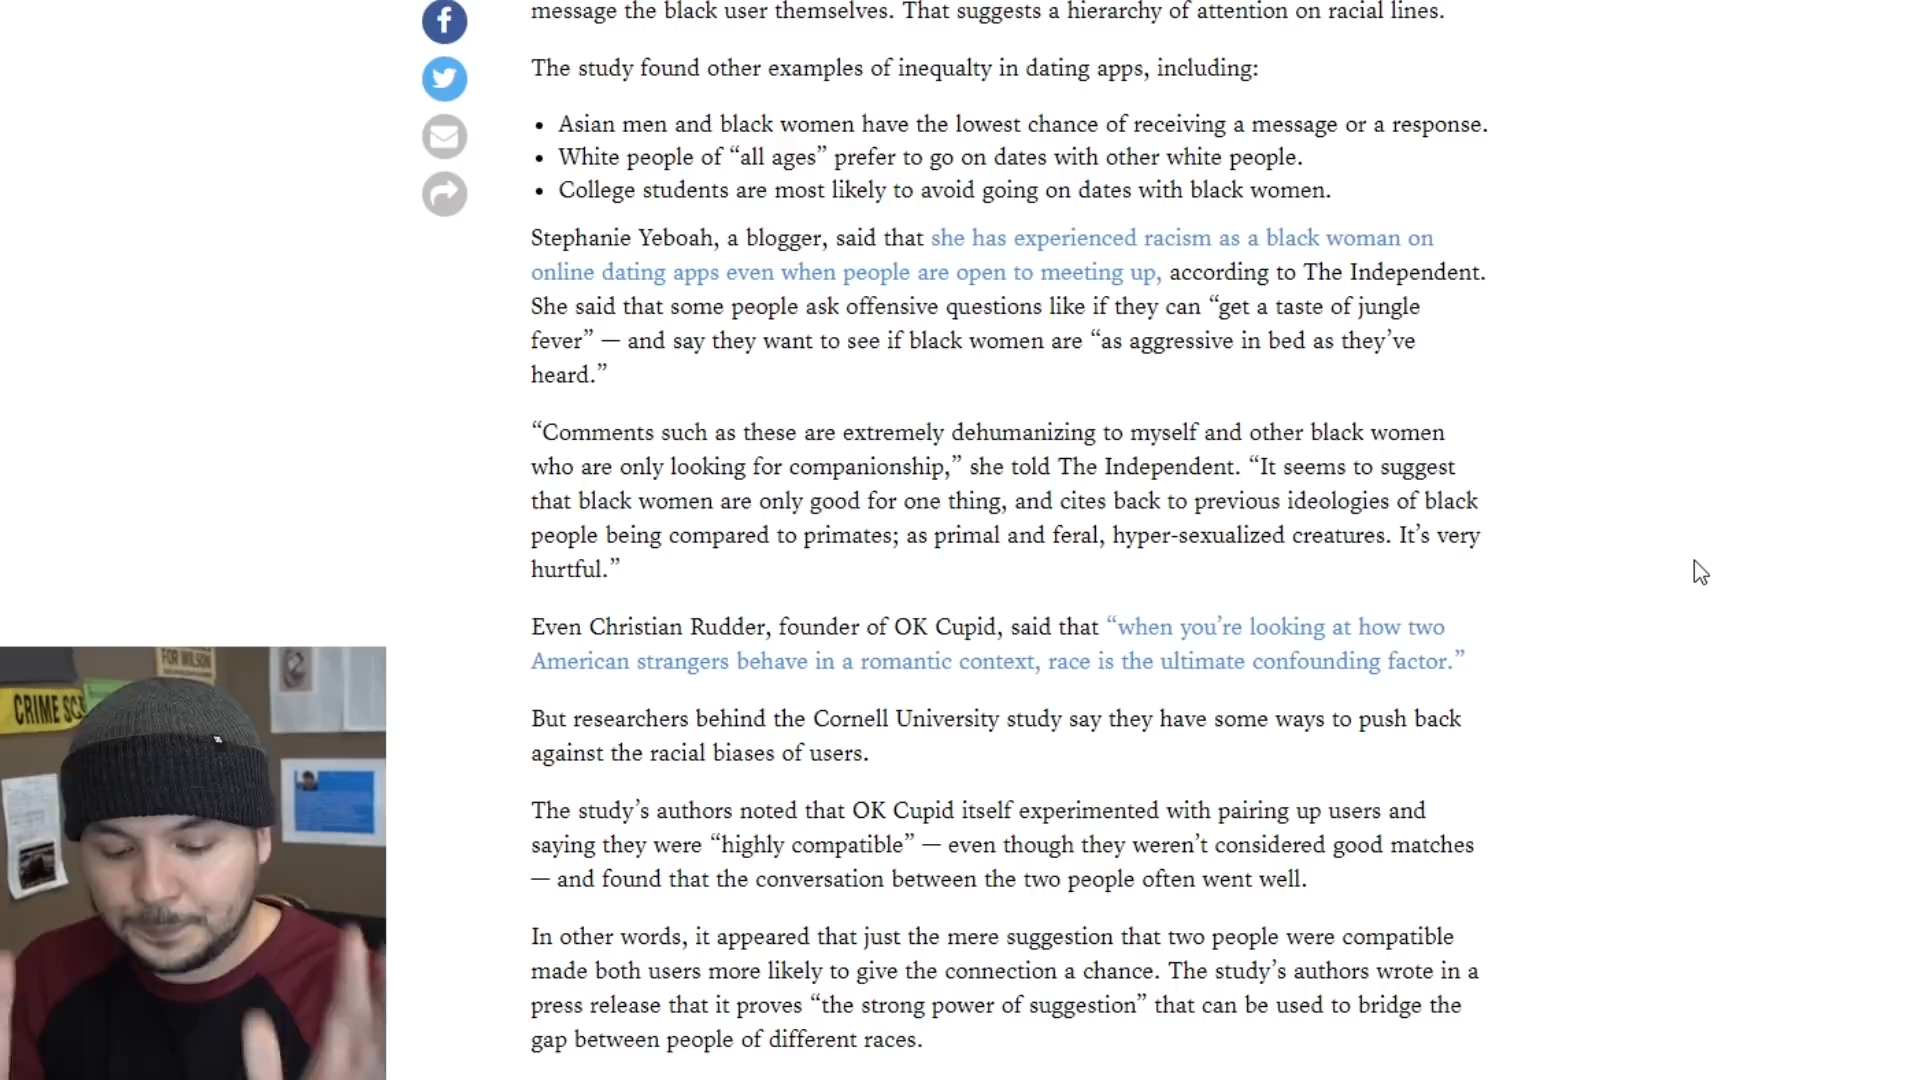 message the black user themselves. That suggests a hierarchy of attention on racial lines.
The study found other examples of inequalty in dating apps, including:
• Asian men and black women have the lowest chance of receiving a message or a response.
• White people of “all ages” prefer to go on dates with other white people.
• College students are most likely to avoid going on dates with black women.
Stephanie Yeboah, a blogger, said that she has experienced racism as a black woman on
online dating apps even when people are open to meeting up, according to The Independent.
She said that some people ask offensive questions like if they can “get a taste of jungle
fever” — and say they want to see if black women are “as aggressive in bed as they’ve
heard.”
“Comments such as these are extremely dehumanizing to myself and other black women
who are only looking for companionship,” she told The Independent. “It seems to suggest
that black women are only good for one thing, and cites back to previous ideologies of black
people being compared to primates; as primal and feral, hyper-sexualized creatures. It’s very
hurtful.”
Even Christian Rudder, founder of OK Cupid, said that “when you’re looking at how two
American strangers behave in a romantic context, race is the ultimate confounding factor.”
But researchers behind the Cornell University study say they have some ways to push back
against the racial biases of users.
The study’s authors noted that OK Cupid itself experimented with pairing up users and
saying they were “highly compatible” — even though they weren’t considered good matches
— and found that the conversation between the two people often went well.
In other words, it appeared that just the mere suggestion that two people were compatible
made both users more likely to give the connection a chance. The study’s authors wrote in a
press release that it proves “the strong power of suggestion” that can be used to bridge the
gap between people of different races.
FOR WILSON
CRIME SC